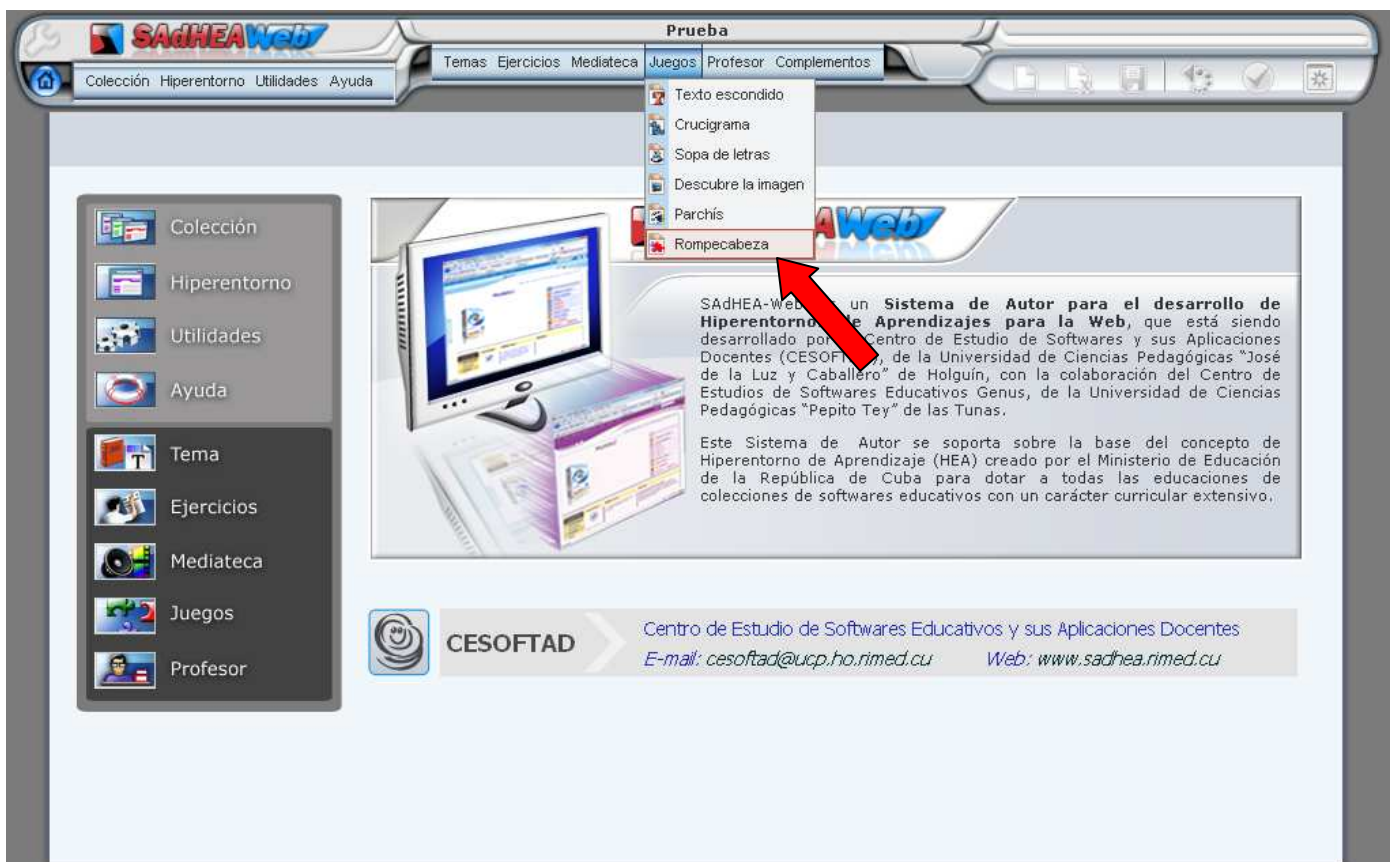 SAdHEAWeb
Prueba
Temas Ejercicios Mediateca Juegos Profesor Complementos
Colección Hiperentorno Utilidades Ayuda
Texto escondido
Crucigrama
Sopa de letras
Descubre la imagen
Parchís
Rompecabeza
Colección
Hiperentorno
Utilidades
Ayuda
Tema
Ejercicios
Mediateca
Juegos
Profesor
AWeb
SAdHEA-Web un Sistema de Autor para el desarrollo de
Hiperentorno de Aprendizajes para la Web, que está siendo
desarrollado por Centro de Estudio de Softwares y sus Aplicaciones
Docentes (CESOFT), de la Universidad de Ciencias Pedagógicas "José
de la Luz y Caballero" de Holguín, con la colaboración del Centro de
Estudios de Softwares Educativos Genus, de la Universidad de Ciencias
Pedagógicas "Pepito Tey" de las Tunas.
Este Sistema de Autor se soporta sobre la base del concepto de
Hiperentorno de Aprendizaje (HEA) creado por el Ministerio de Educación
de la República de Cuba para dotar a todas las educaciones de
colecciones de softwares educativos con un carácter curricular extensivo.
CESOFTAD
Centro de Estudio de Softwares Educativos y sus Aplicaciones Docentes
E-mail: cesoftad@ucp.ho.rimed.cu Web: www.sadhea.rimed.cu